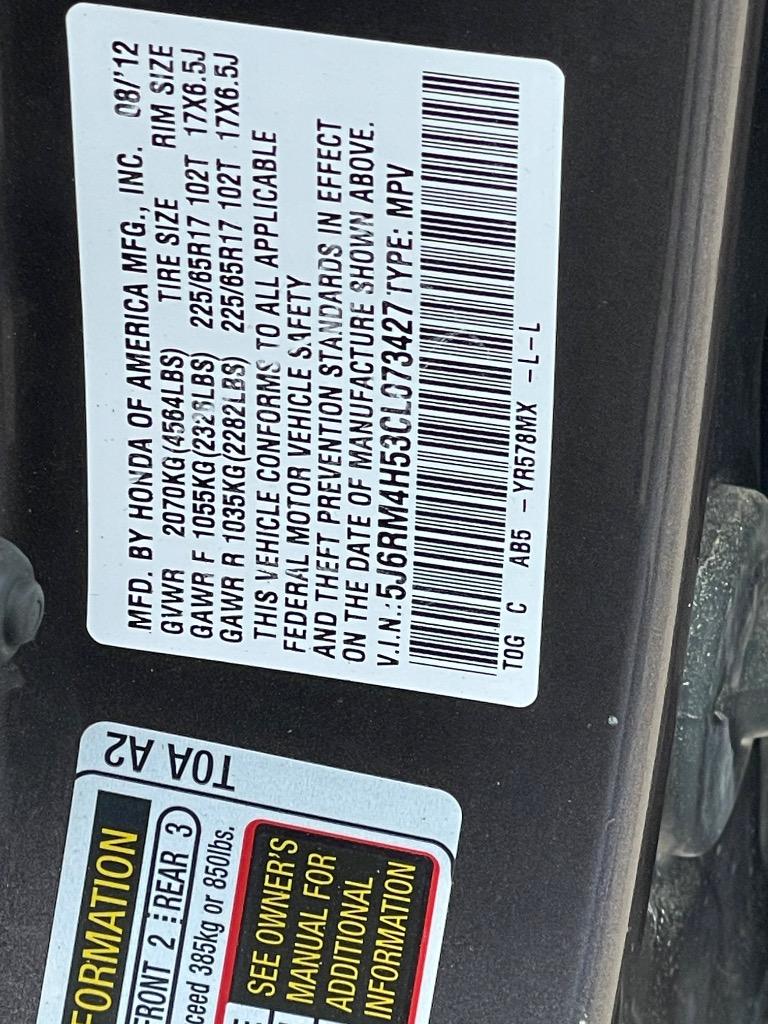 MFD. BY HONDA OF AMERICA MFG., INC. 08/'12
GVWR 2070KG(4564LBS) TIRE SIZE RIM SIZE
GAWR F 1055KG(2326LBS) 225/65R17 102T 17X6.5J
GAWR R 1035KG(2282LBS) 225/65R17 102T 17X6.5J
THIS VEHICLE CONFORMS TO ALL APPLICABLE
FEDERAL MOTOR VEHICLE SAFETY
AND THEFT PREVENTION STANDARDS IN EFFECT
ON THE DATE OF MANUFACTURE SHOWN ABOVE.
V.I.N.:5J6RM4H53CL073427 TYPE: MPV
TOG C AB5 -YR578MX -L-L
T0A A2
FORMATION
FRONT 2 REAR 3
ceed 385kg or 850lbs.
SEE OWNER'S
MANUAL FOR
ADDITIONAL
INFORMATION